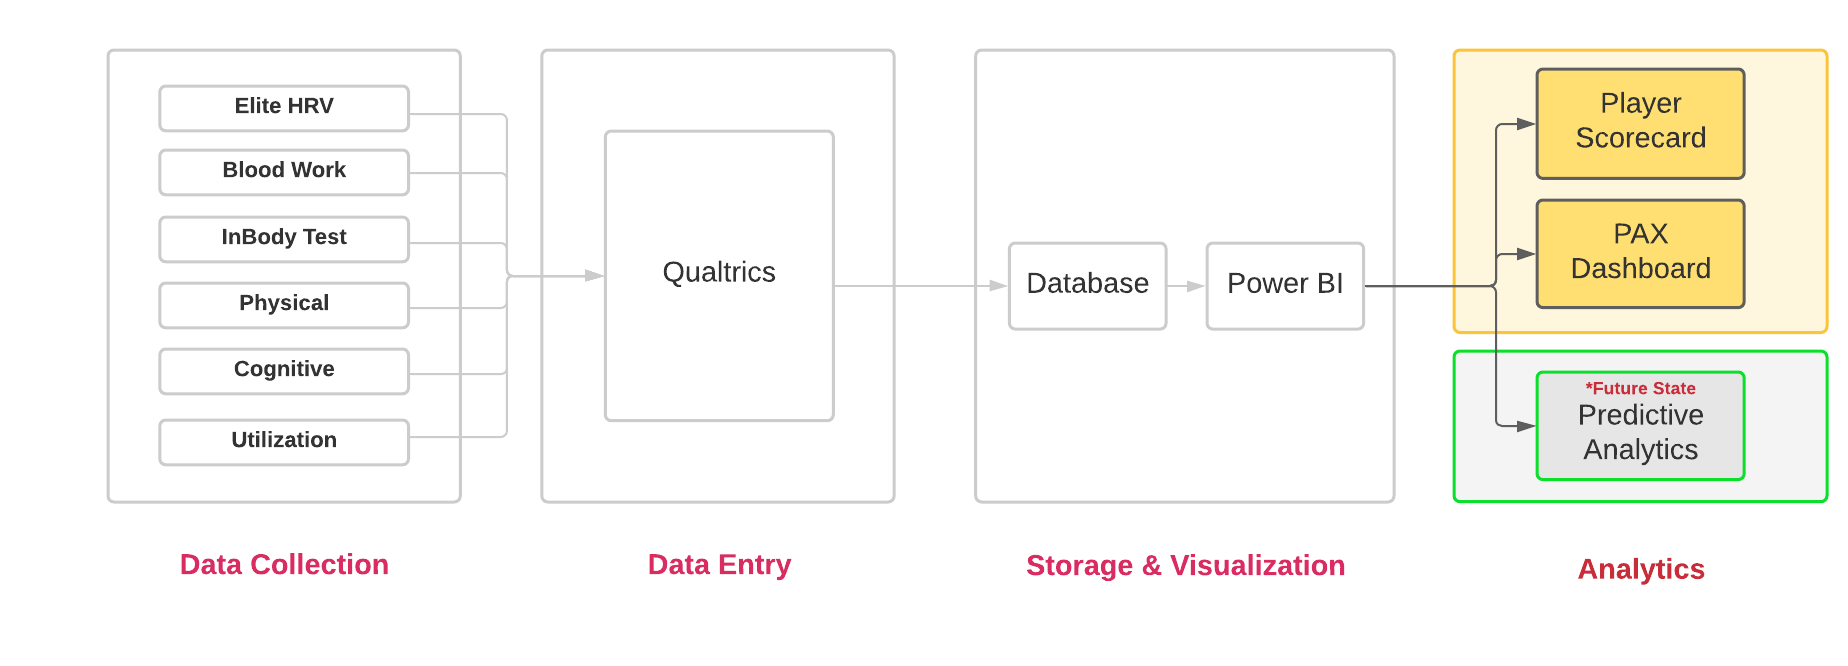 Elite HRV
Blood Work
InBody Test
Physical
Cognitive
Utilization
Data Collection
Qualtrics
Data Entry
Database
Power BI
Storage & Visualization
Player
Scorecard
PAX
Dashboard
*Future State
Predictive
Analytics
Analytics